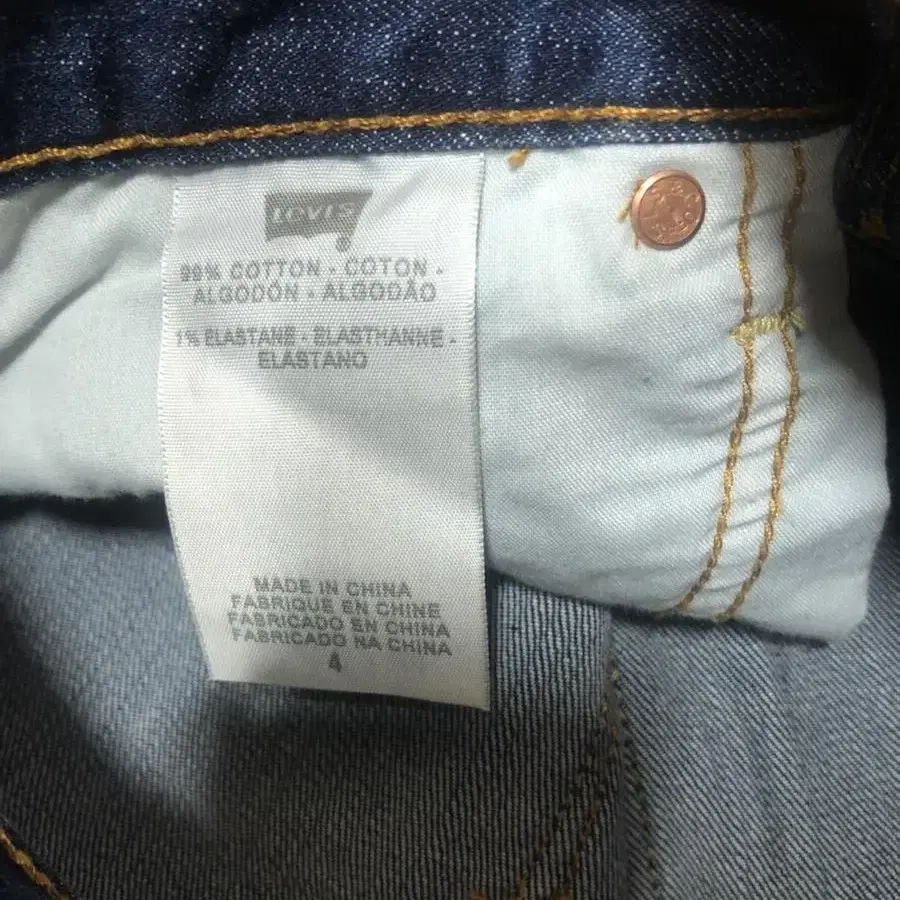 Levi's
99% COTTON - COTON -
ALGODÓN - ALGODÃO
1% ELASTANE - ELASTHANNE -
ELASTANO
MADE IN CHINA
FABRIQUE EN CHINE
FABRICADO EN CHINA
FABRICADO NA CHINA
4